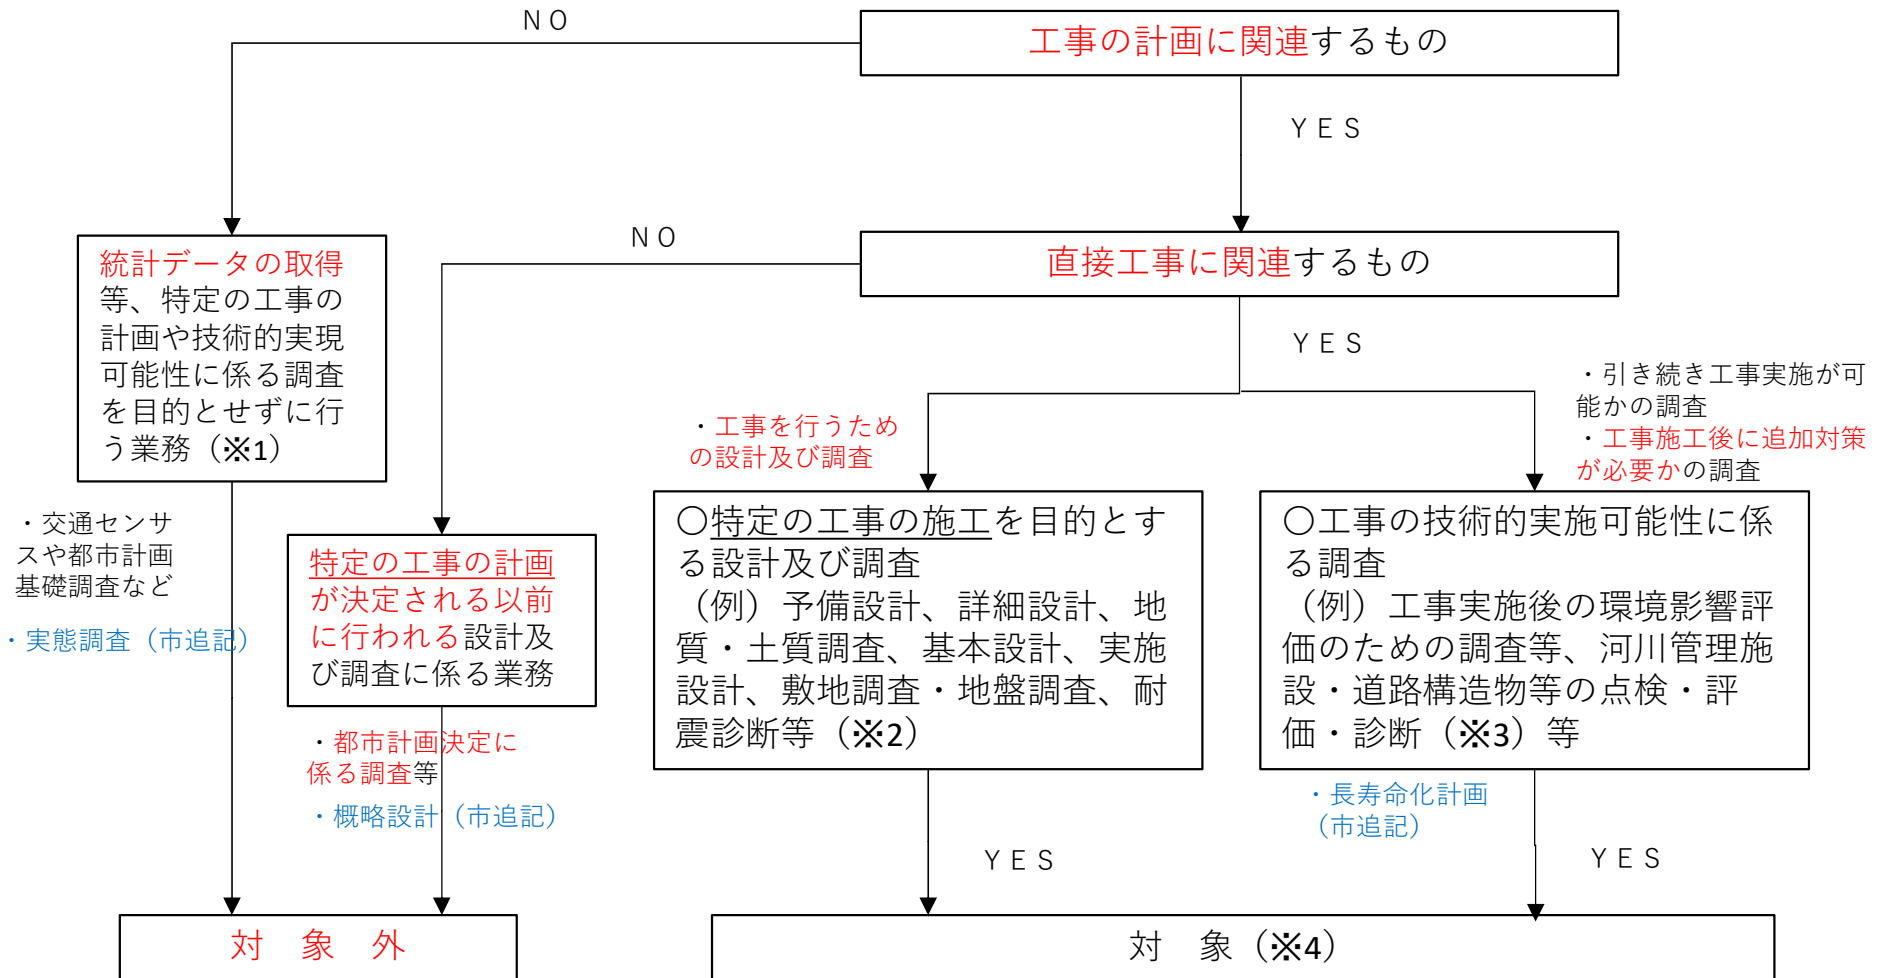 ＮＯ
工事の計画に関連するもの
ＹＥＳ
ＮＯ
直接工事に関連するもの
ＹＥＳ
統計データの取得
等、特定の工事の
計画や技術的実現
可能性に係る調査
を目的とせずに行
う業務（※1）
・交通センサ
スや都市計画
基礎調査など
・実態調査（市追記）
特定の工事の計画
が決定される以前
に行われる設計及
び調査に係る業務
・都市計画決定に
係る調査等
・概略設計（市追記）
・工事を行うため
の設計及び調査
〇特定の工事の施工を目的とす
る設計及び調査
（例）予備設計、詳細設計、地
質・土質調査、基本設計、実施
設計、敷地調査・地盤調査、耐
震診断等（※2）
・引き続き工事実施が可
能かの調査
・工事施工後に追加対策
が必要かの調査
〇工事の技術的実施可能性に係
る調査
（例）工事実施後の環境影響評
価のための調査等、河川管理施
設・道路構造物等の点検・評
価・診断（※3）等
・長寿命化計画
（市追記）
ＹＥＳ
ＹＥＳ
対　象　外
対　象（※4）